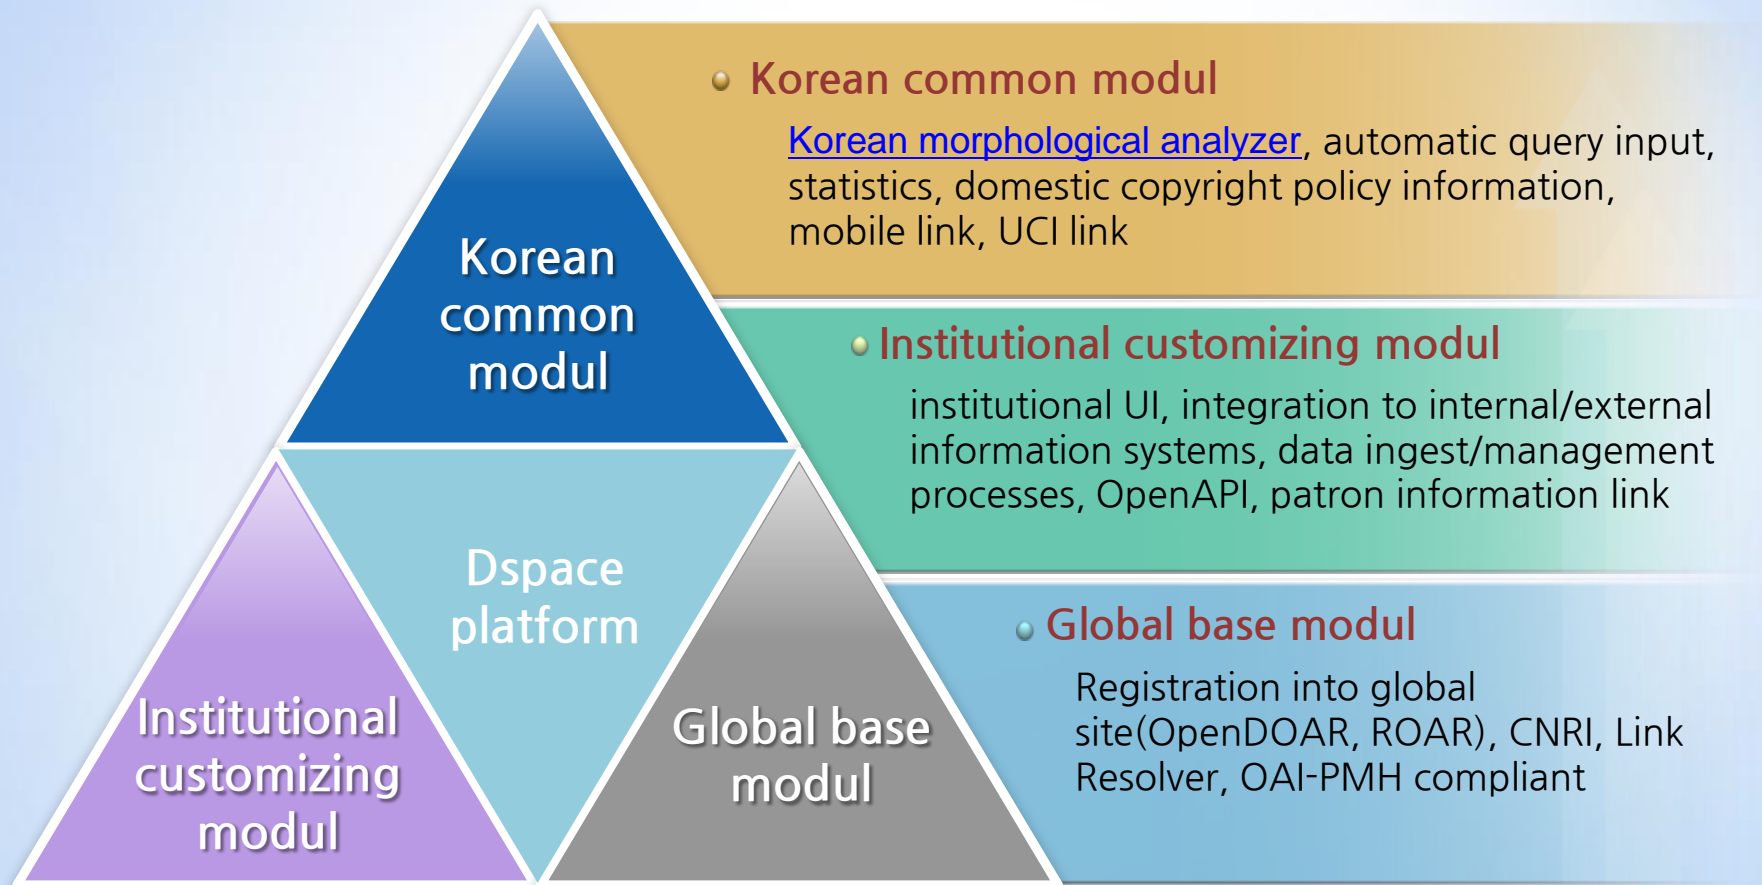 Korean
common
modul
Dspace
platform
Institutional
customizing
modul
Global base
modul
Korean common modul
Korean morphological analyzer, automatic query input,
statistics, domestic copyright policy information,
mobile link, UCI link
Institutional customizing modul
institutional UI, integration to internal/external
information systems, data ingest/management
processes, OpenAPI, patron information link
Global base modul
Registration into global
site(OpenDOAR, ROAR), CNRI, Link
Resolver, OAI-PMH compliant